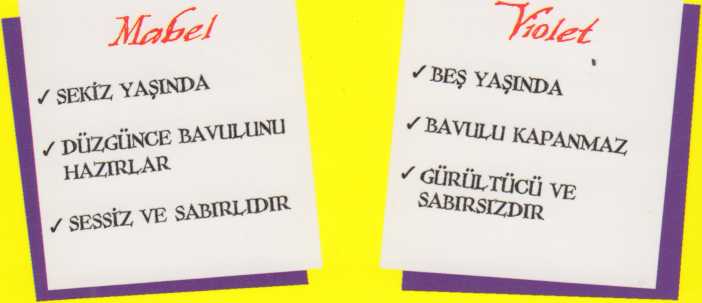 Mabel
✓ SEKİZ YAŞINDA
✓ DÜZGÜNCE BAVULUNU
HAZIRLAR
✓ SESSİZ VE SABIRLIDIR
Violet
✓ BEŞ YAŞINDA
✓ BAVULU KAPANMAZ
✓ GÜRÜLTÜCÜ VE
SABIRSIZDIR